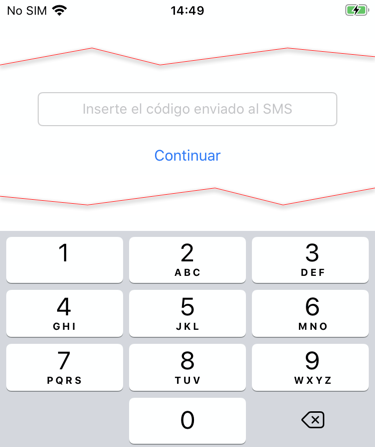 No SIM 14:49
Inserte el código enviado al SMS
Continuar
1 2 3
ABC DEF
4 5 6
GHI JKL MNO
7 8 9
PQRS TUV WXYZ
0